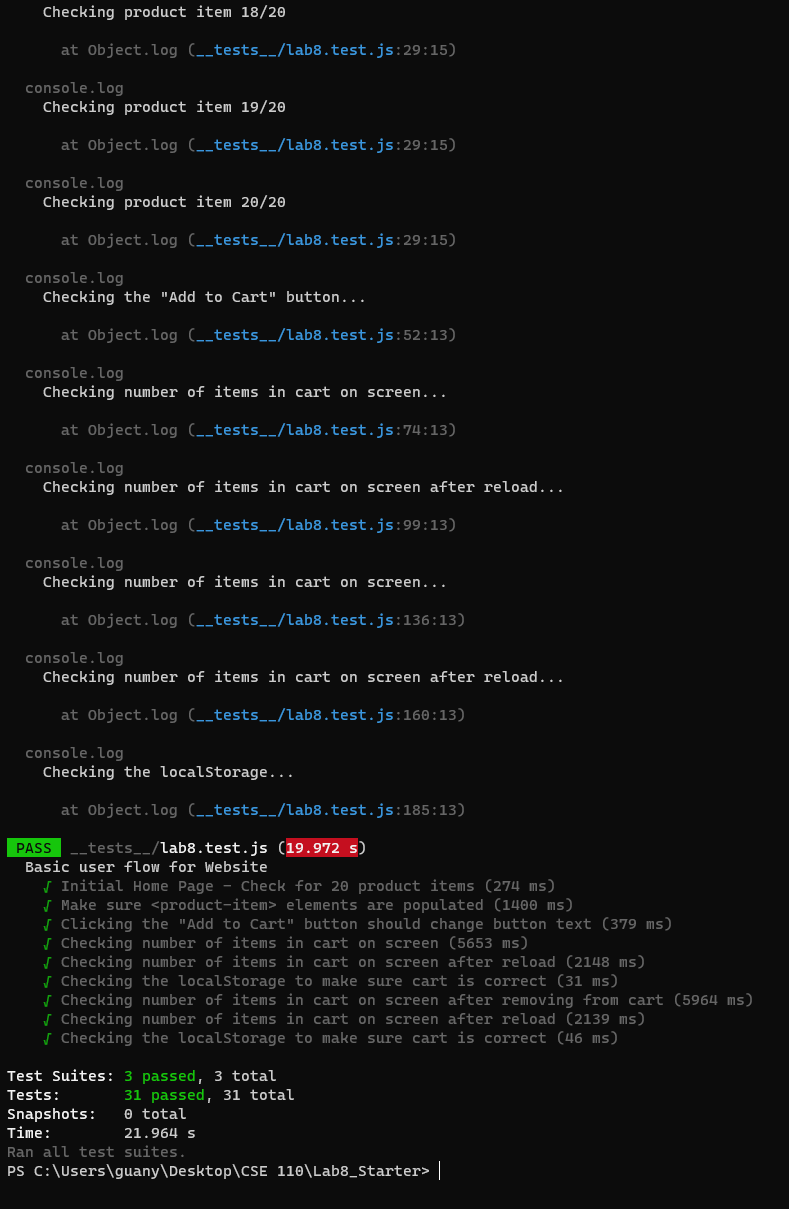 Checking product item 18/20
at Object.log (__tests__/lab8.test.js:29:15)
console.log
Checking product item 19/20
at Object.log (__tests__/lab8.test.js:29:15)
console.log
Checking product item 20/20
at Object.log (__tests__/lab8.test.js:29:15)
console.log
Checking the "Add to Cart" button...
at Object.log (__tests__/lab8.test.js:52:13)
console.log
Checking number of items in cart on screen...
at Object.log (__tests__/lab8.test.js:74:13)
console.log
Checking number of items in cart on screen after reload...
at Object.log (__tests__/lab8.test.js:99:13)
console.log
Checking number of items in cart on screen...
at Object.log (__tests__/lab8.test.js:136:13)
console.log
Checking number of items in cart on screen after reload...
at Object.log (__tests__/lab8.test.js:160:13)
console.log
Checking the localStorage...
at Object.log (__tests__/lab8.test.js:185:13)
PASS __tests__/lab8.test.js (19.972 s)
Basic user flow for Website
√ Initial Home Page - Check for 20 product items (274 ms)
√ Make sure <product-item> elements are populated (1400 ms)
√ Clicking the "Add to Cart" button should change button text (379 ms)
√ Checking number of items in cart on screen (5653 ms)
√ Checking number of items in cart on screen after reload (2148 ms)
√ Checking the localStorage to make sure cart is correct (31 ms)
√ Checking number of items in cart on screen after removing from cart (5964 ms)
√ Checking number of items in cart on screen after reload (2139 ms)
√ Checking the localStorage to make sure cart is correct (46 ms)
Test Suites: 3 passed, 3 total
Tests: 31 passed, 31 total
Snapshots: 0 total
Time: 21.964 s
Ran all test suites.
PS C:\Users\guany\Desktop\CSE 110\Lab8_Starter>